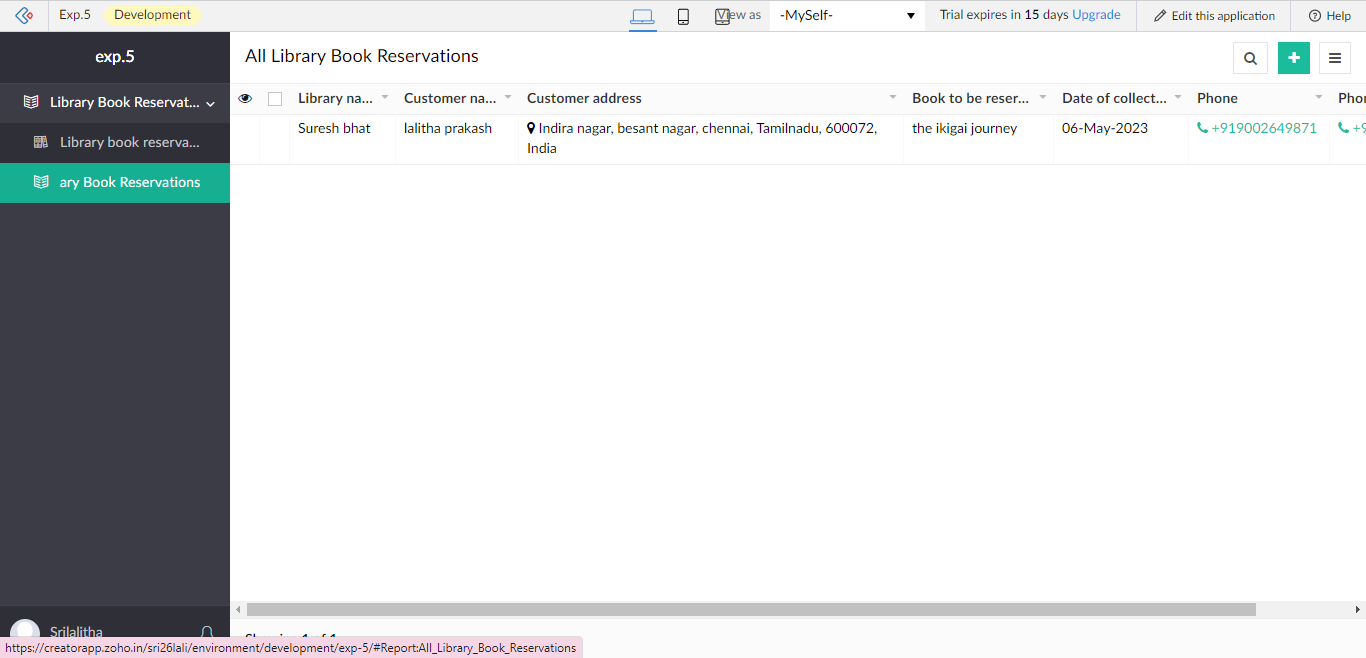 Exp.5 Development View as -MySelf- Trial expires in 15 days Upgrade Edit this application Help
exp.5
All Library Book Reservations
Library Book Reservat...
Library na... Customer na... Customer address Book to be reser... Date of collect... Phone Phor
Suresh bhat lalitha prakash Indira nagar, besant nagar, chennai, Tamilnadu, 600072, the ikigai journey 06-May-2023 +919002649871 +9
India
Library book reserva...
ary Book Reservations
Srilalitha
Showing 1 of 1
https://creatorapp.zoho.in/sri26lali/environment/development/exp-5/#Report:All_Library_Book_Reservations